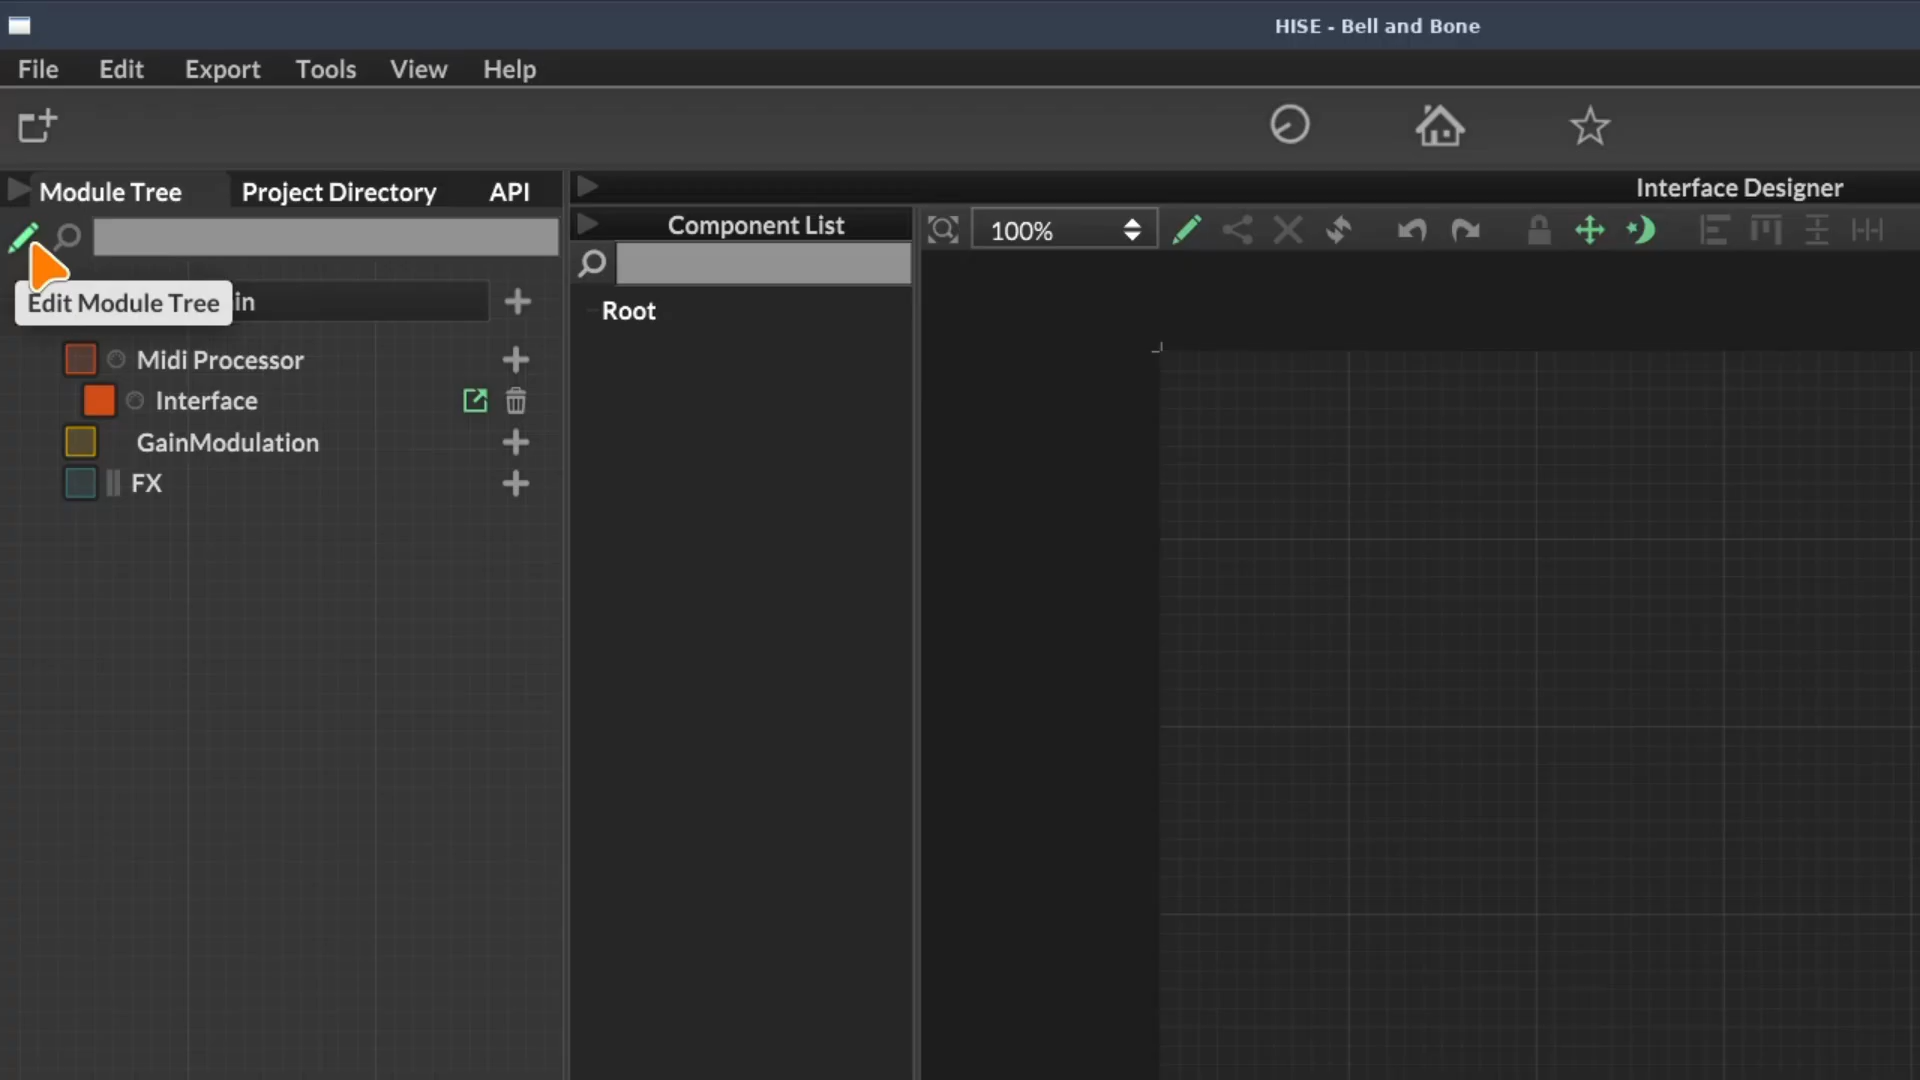 HISE - Bell and Bone
File Edit Export Tools View Help
Module Tree Project Directory API
Interface Designer
Component List
100%
Edit Module Tree
in
Root
Midi Processor
Interface
GainModulation
FX